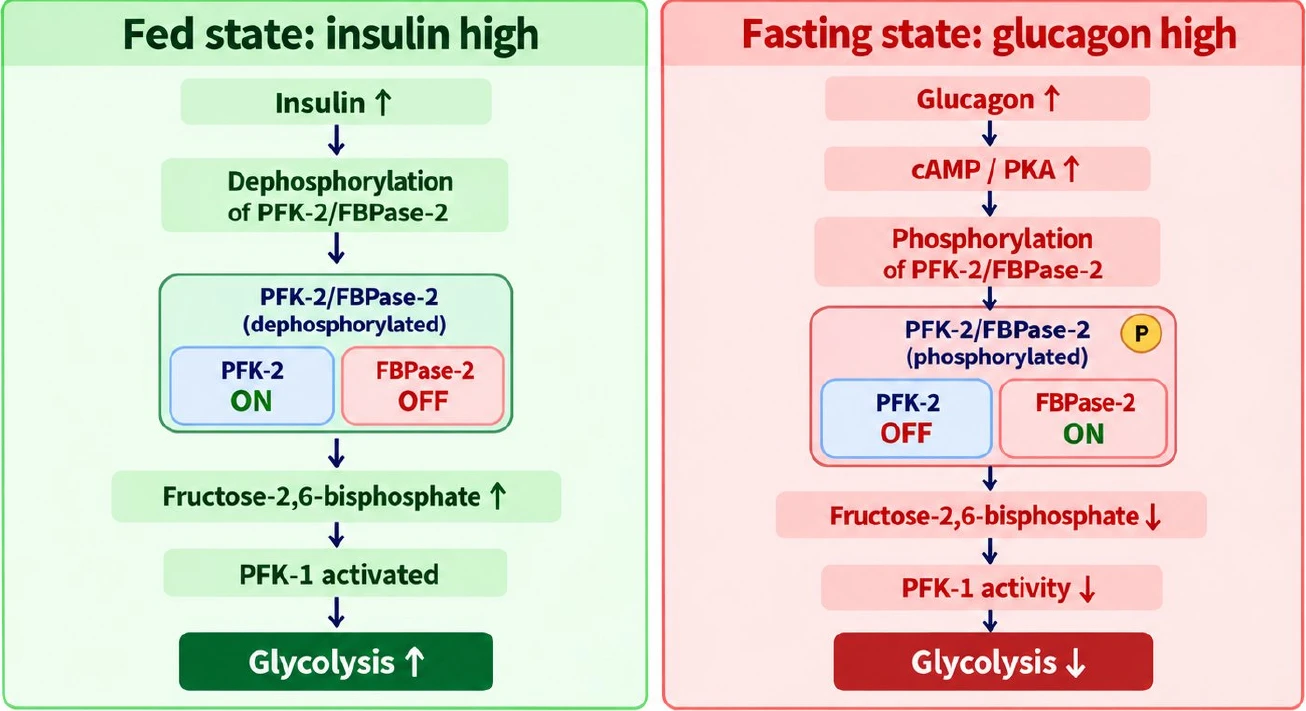 Fed state: insulin high
Insulin ↑
Dephosphorylation
of PFK-2/FBPase-2
PFK-2/FBPase-2
(dephosphorylated)
PFK-2
ON
FBPase-2
OFF
Fructose-2,6-bisphosphate ↑
PFK-1 activated
Glycolysis ↑
Fasting state: glucagon high
Glucagon ↑
cAMP / PKA ↑
Phosphorylation
of PFK-2/FBPase-2
PFK-2/FBPase-2
(phosphorylated)
P
PFK-2
OFF
FBPase-2
ON
Fructose-2,6-bisphosphate ↓
PFK-1 activity ↓
Glycolysis ↓